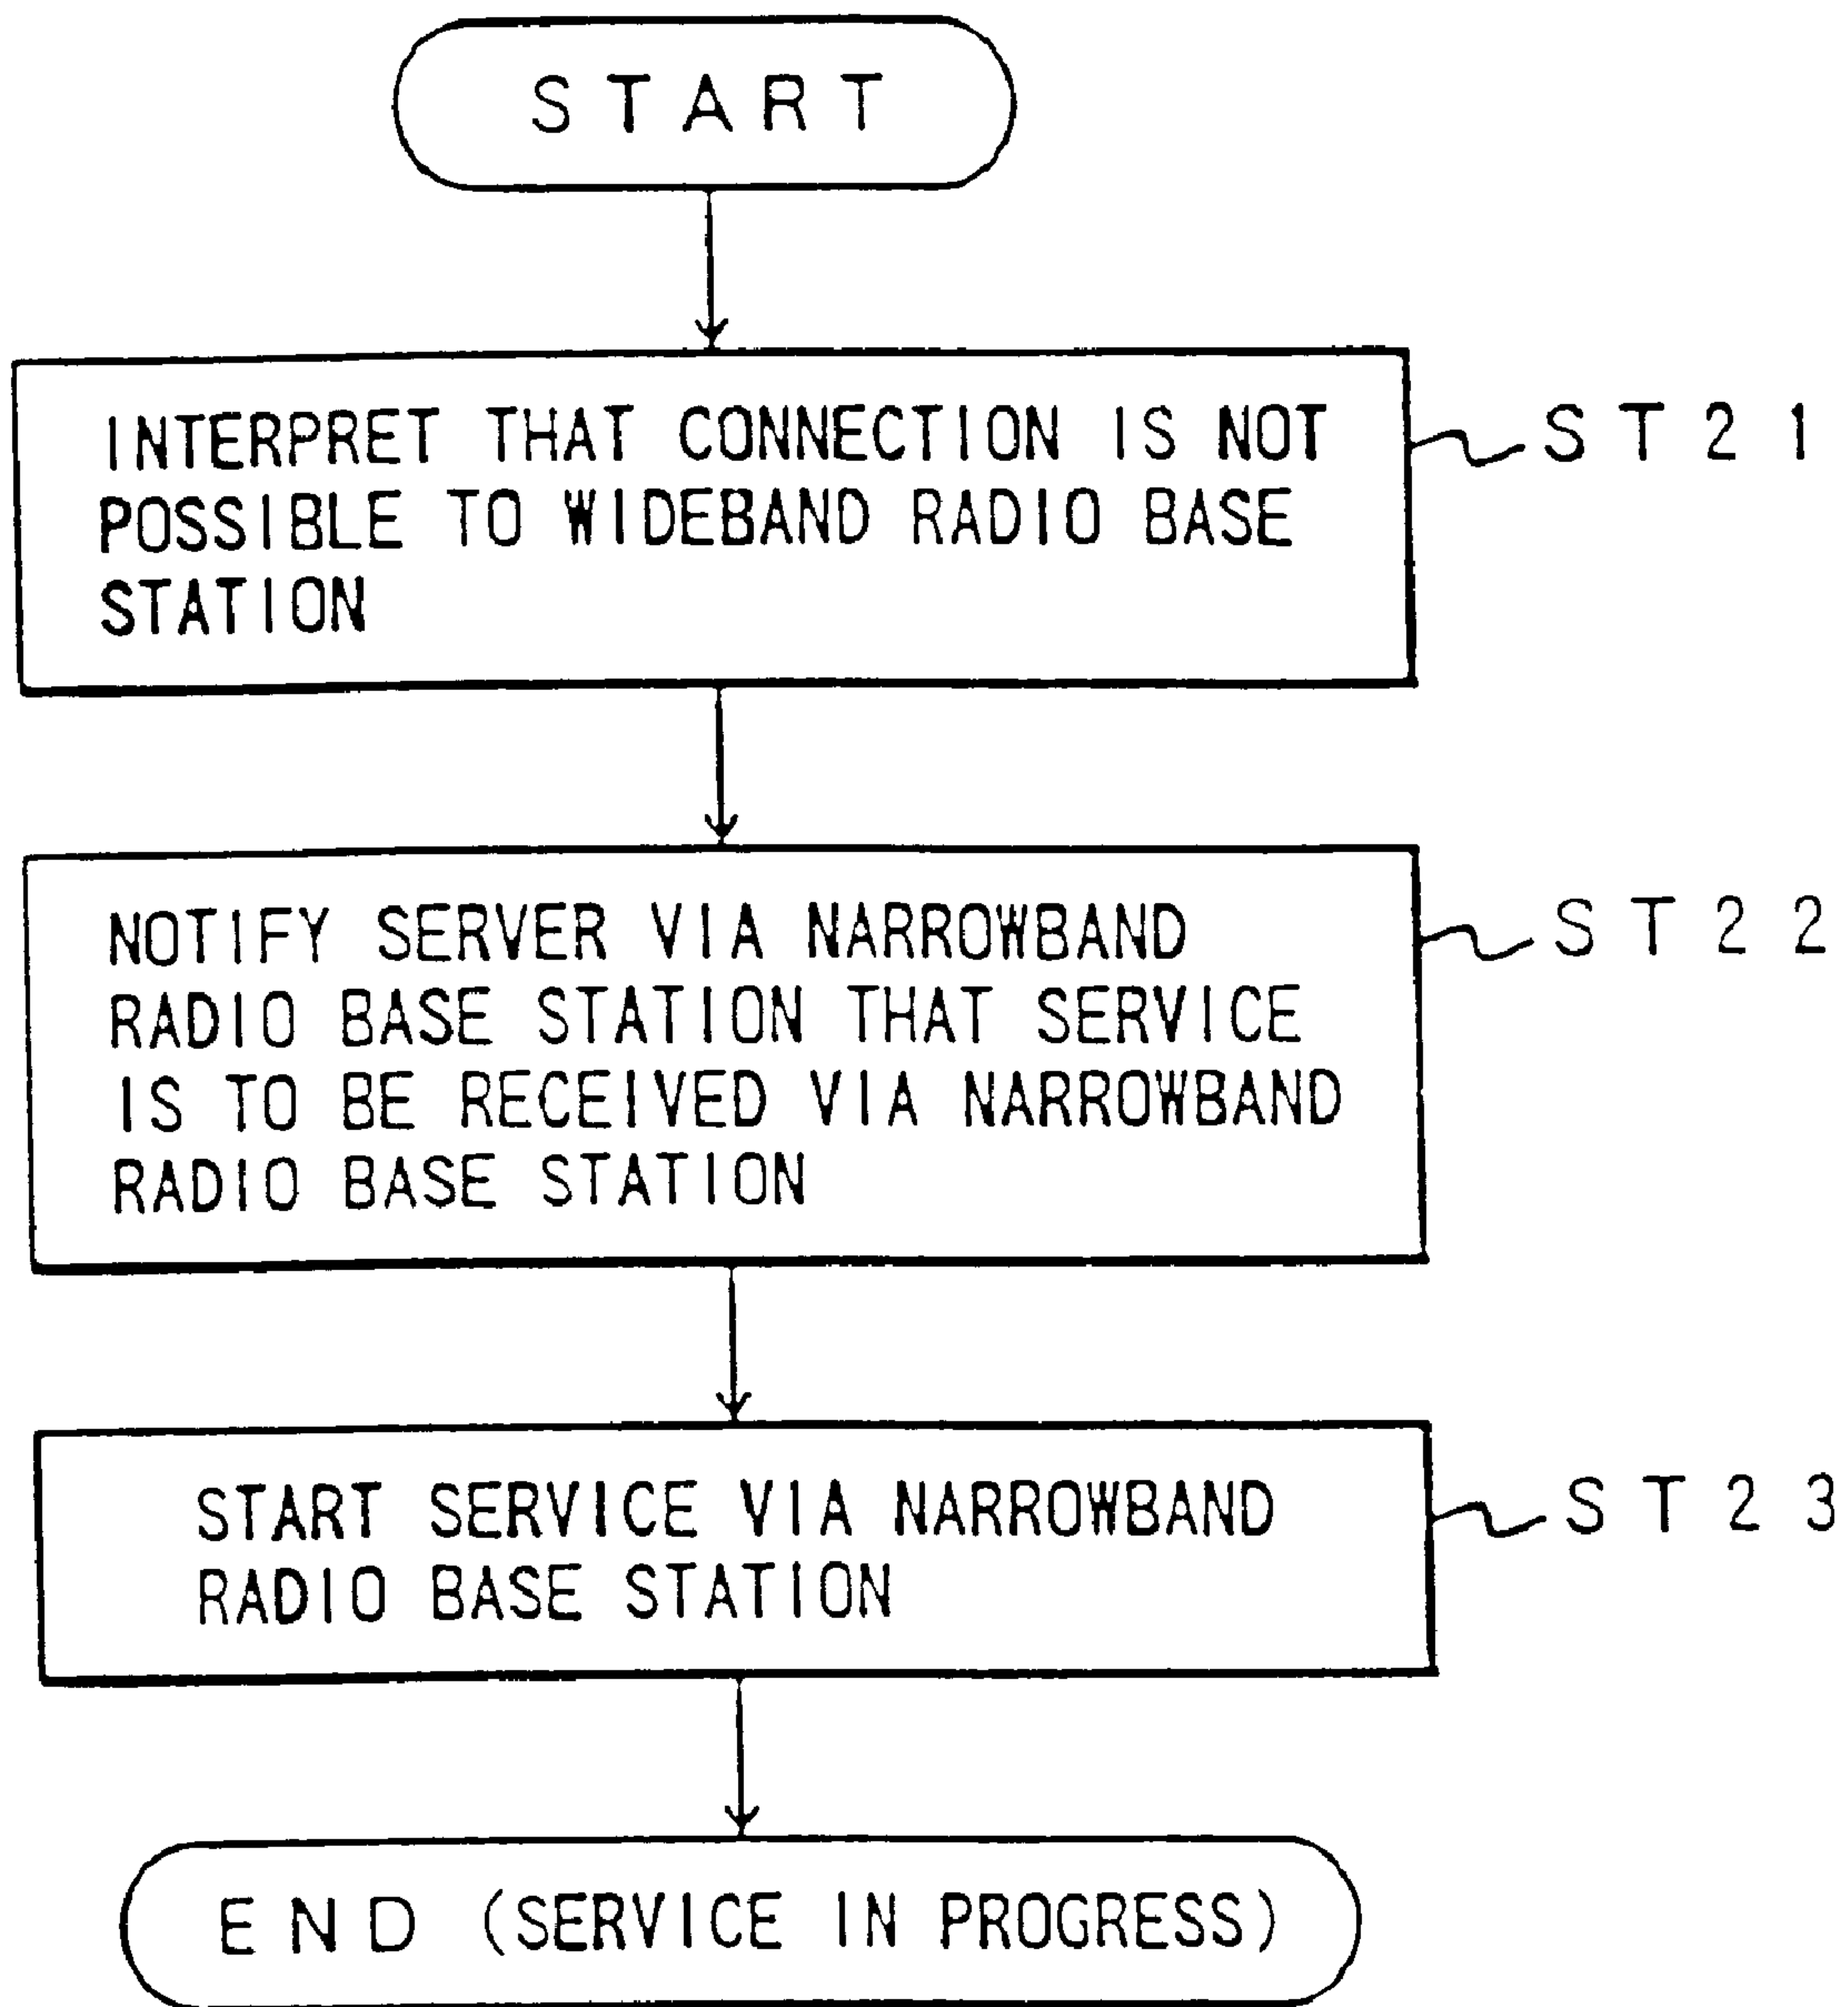 START
INTERPRET THAT CONNECTION IS NOT
POSSIBLE TO WIDEBAND RADIO BASE
STATION
ST21
NOTIFY SERVER VIA NARROWBAND
RADIO BASE STATION THAT SERVICE
IS TO BE RECEIVED VIA NARROWBAND
RADIO BASE STATION
ST22
START SERVICE VIA NARROWBAND
RADIO BASE STATION
ST23
END (SERVICE IN PROGRESS)